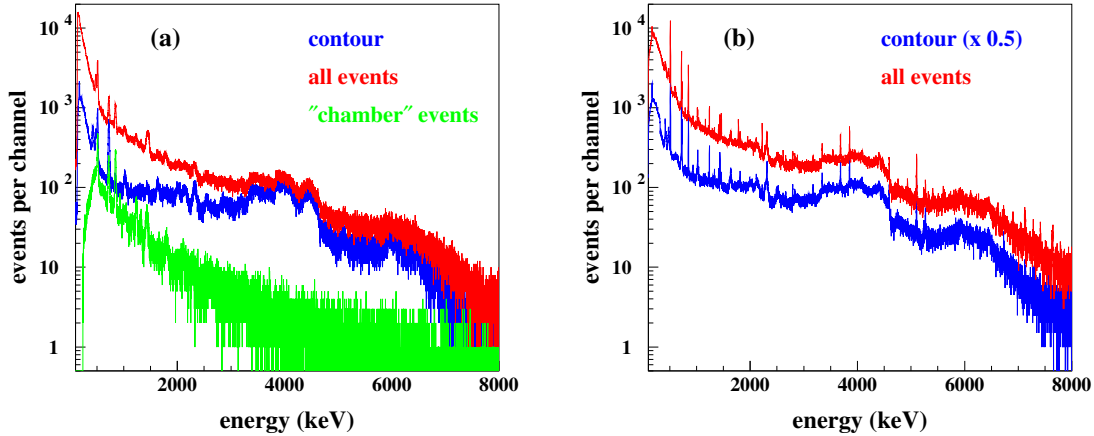 (a)
contour
all events
″chamber″ events
events per channel
10⁴
10³
10²
10
1
2000 4000 6000 8000
energy (keV)
(b)
contour (x 0.5)
all events
events per channel
10⁴
10³
10²
10
1
2000 4000 6000 8000
energy (keV)